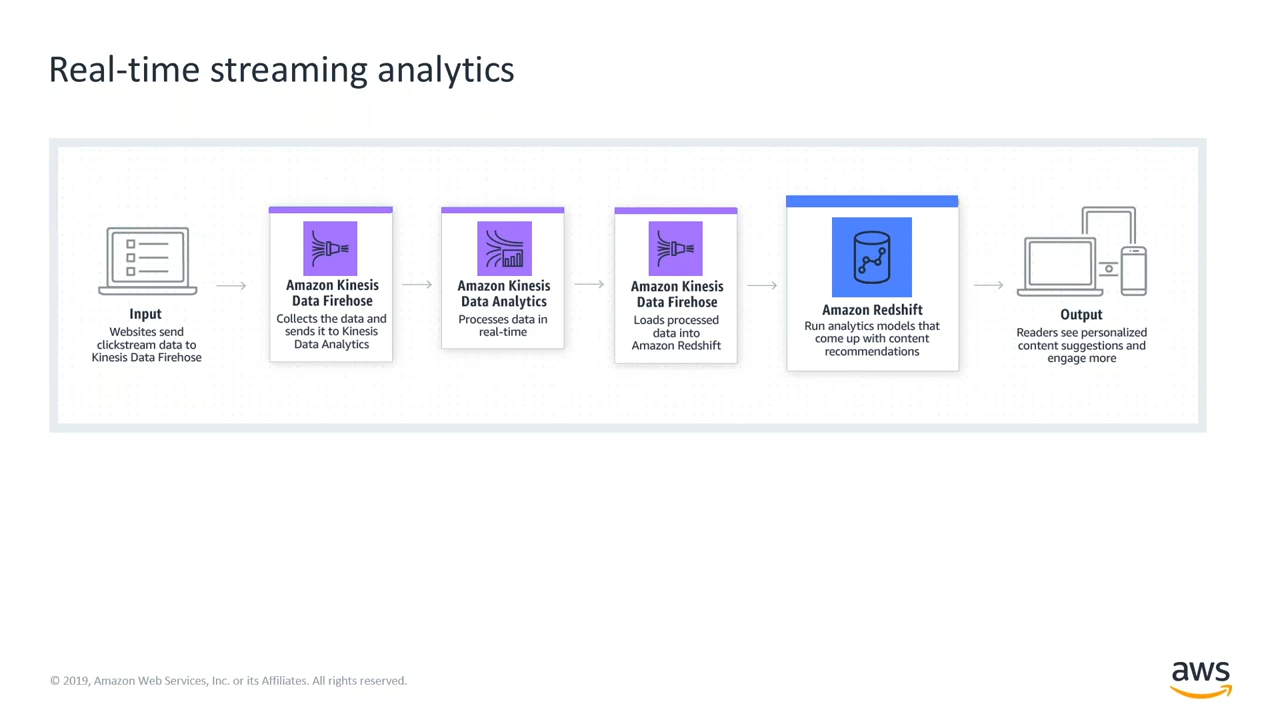 Real-time streaming analytics
Input
Websites send
clickstream data to
Kinesis Data Firehose
Amazon Kinesis
Data Firehose
Collects the data and
sends it to Kinesis
Data Analytics
Amazon Kinesis
Data Analytics
Processes data in
real-time
Amazon Kinesis
Data Firehose
Loads processed
data into
Amazon Redshift
Amazon Redshift
Run analytics models that
come up with content
recommendations
Output
Readers see personalized
content suggestions and
engage more
© 2019, Amazon Web Services, Inc. or its Affiliates. All rights reserved.
aws